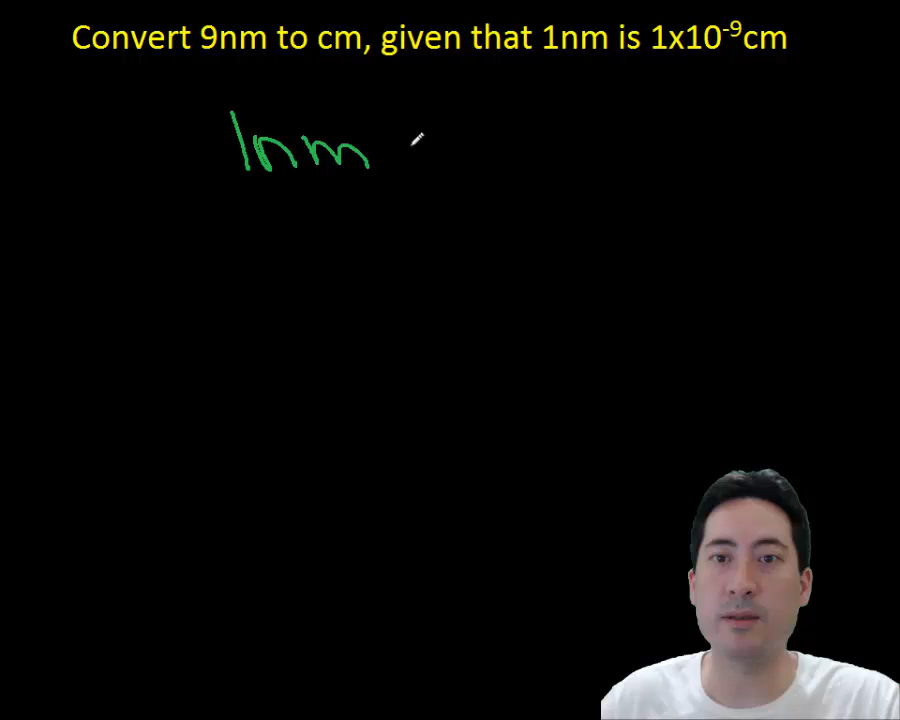 Convert 9nm to cm, given that 1nm is 1x10⁻⁹cm
1nm